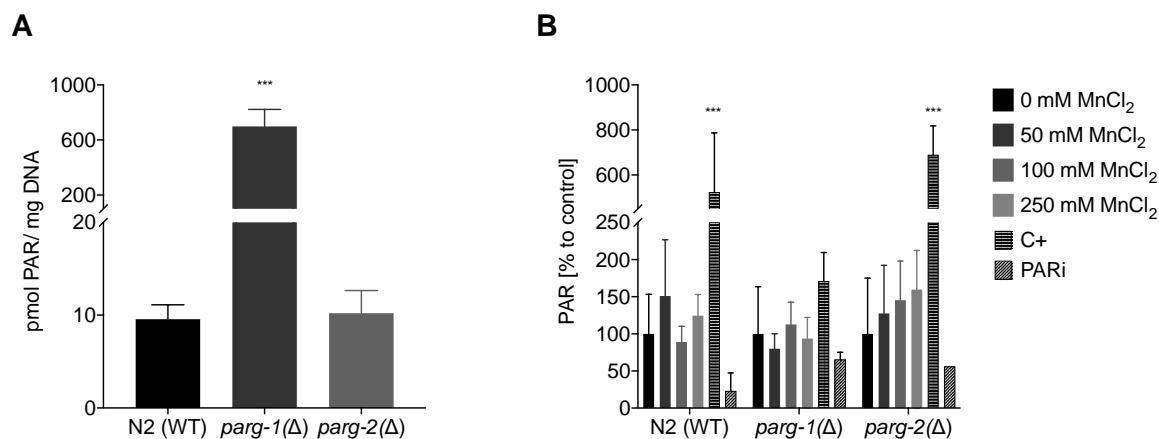 A
pmol PAR/ mg DNA
1000
600
200
20
10
0
***
N2 (WT) parg-1(Δ) parg-2(Δ)
B
PAR [% to control]
1000
800
600
250
200
150
100
50
0
*** ***
N2 (WT) parg-1(Δ) parg-2(Δ)
0 mM MnCl₂
50 mM MnCl₂
100 mM MnCl₂
250 mM MnCl₂
C+
PARi